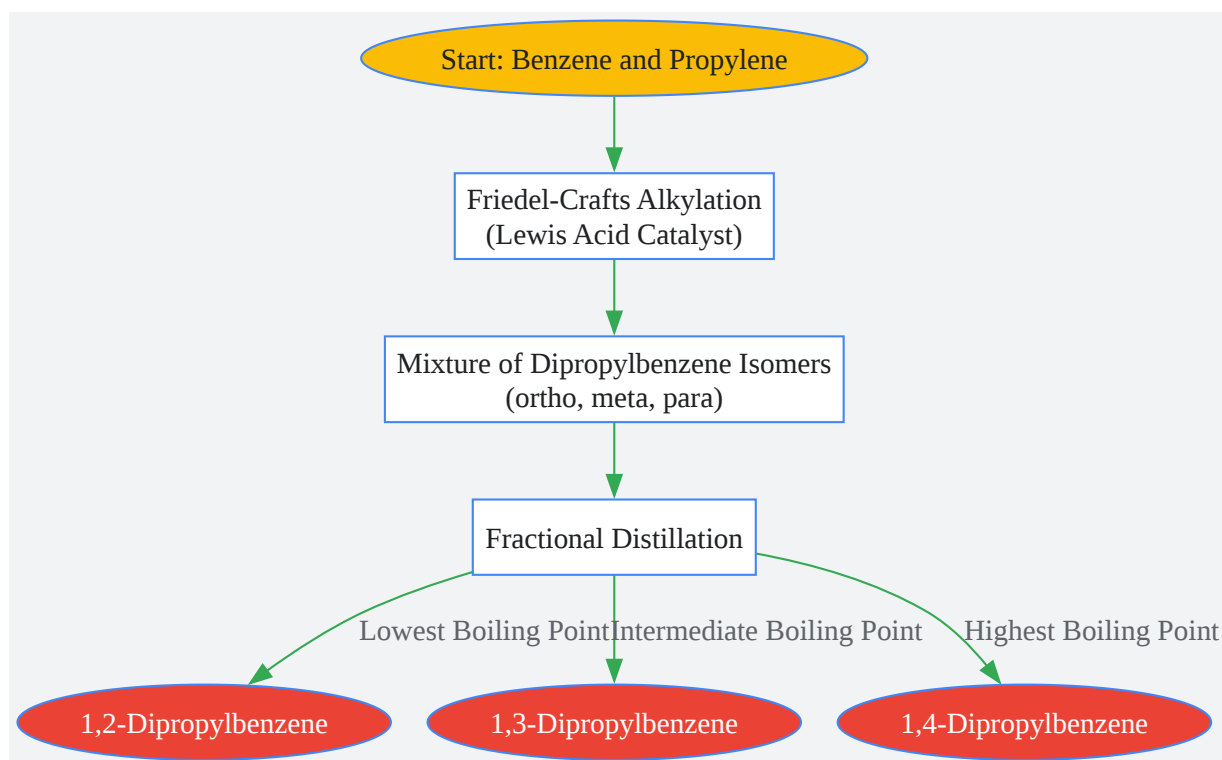 Start: Benzene and Propylene
Friedel-Crafts Alkylation
(Lewis Acid Catalyst)
Mixture of Dipropylbenzene Isomers
(ortho, meta, para)
Fractional Distillation
Lowest Boiling Point
Intermediate Boiling Point
Highest Boiling Point
1,2-Dipropylbenzene
1,3-Dipropylbenzene
1,4-Dipropylbenzene